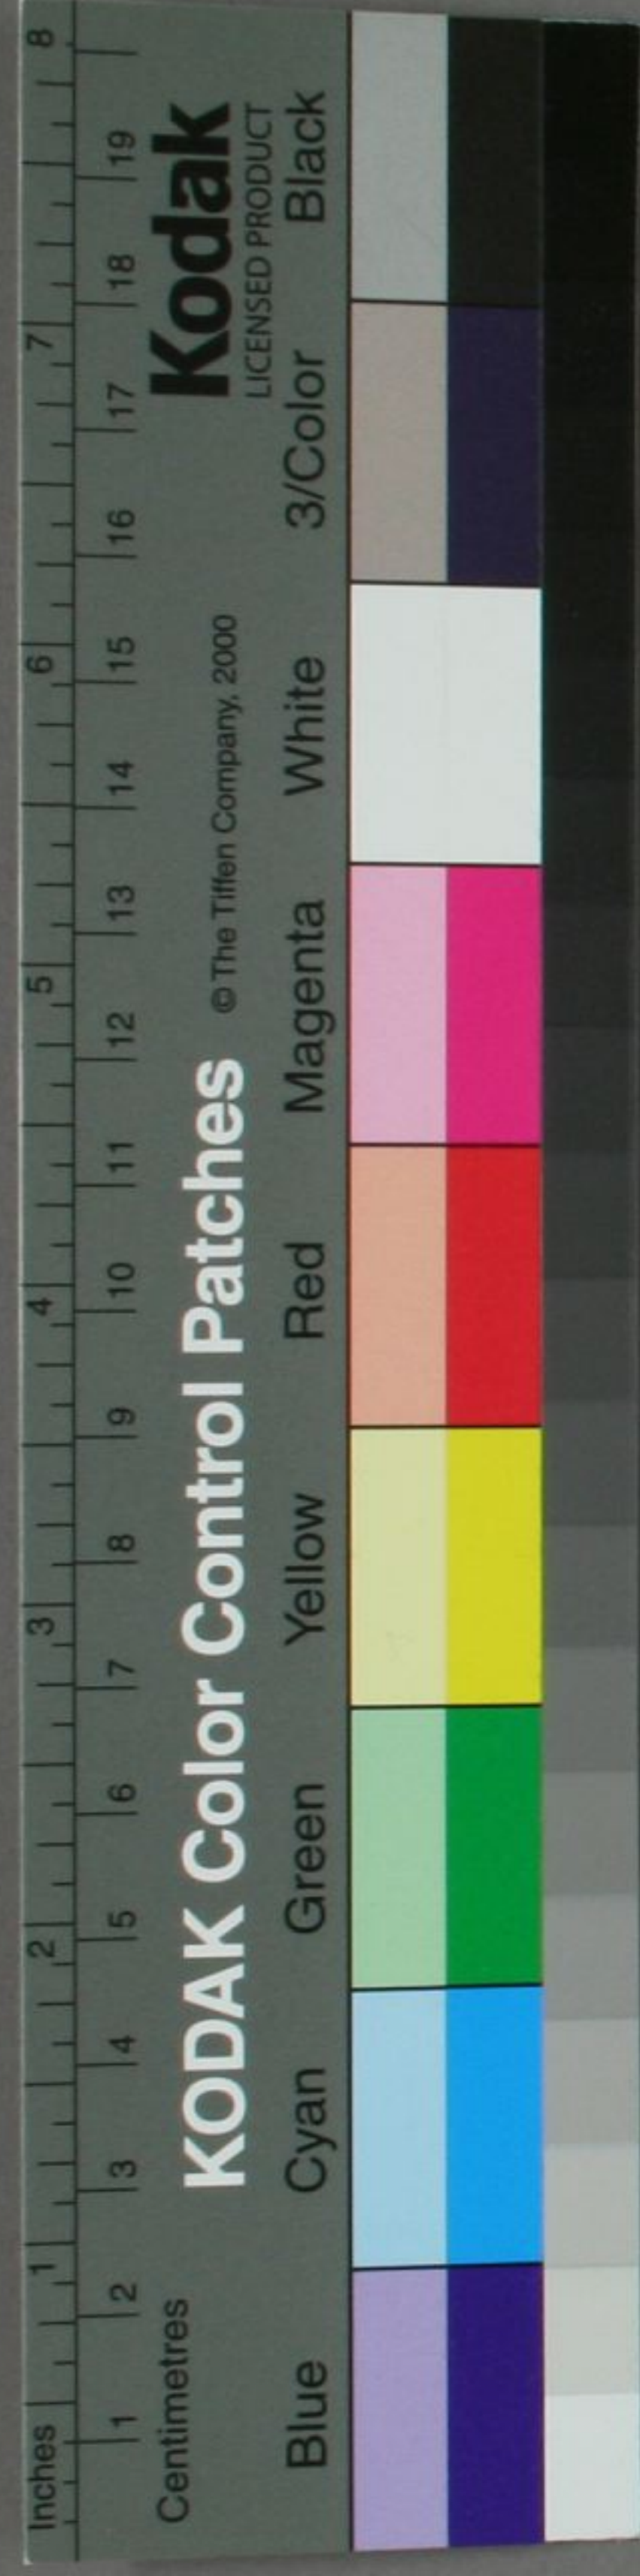 Inches 1 2 3 4 5 6 7 8
1 2 3 4 5 6 7 8 9 10 11 12 13 14 15 16 17 18 19
Centimetres
KODAK Color Control Patches © The Tiffen Company, 2000 Kodak
LICENSED PRODUCT
Blue Cyan Green Yellow Red Magenta White 3/Color Black